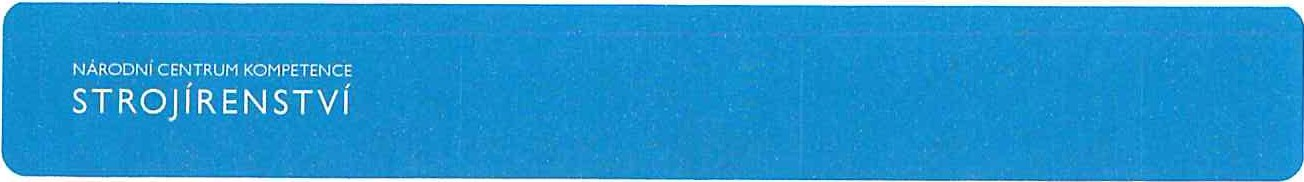 NÁRODNÍ CENTRUM KOMPETENCE
STROJÍRENSTVÍ